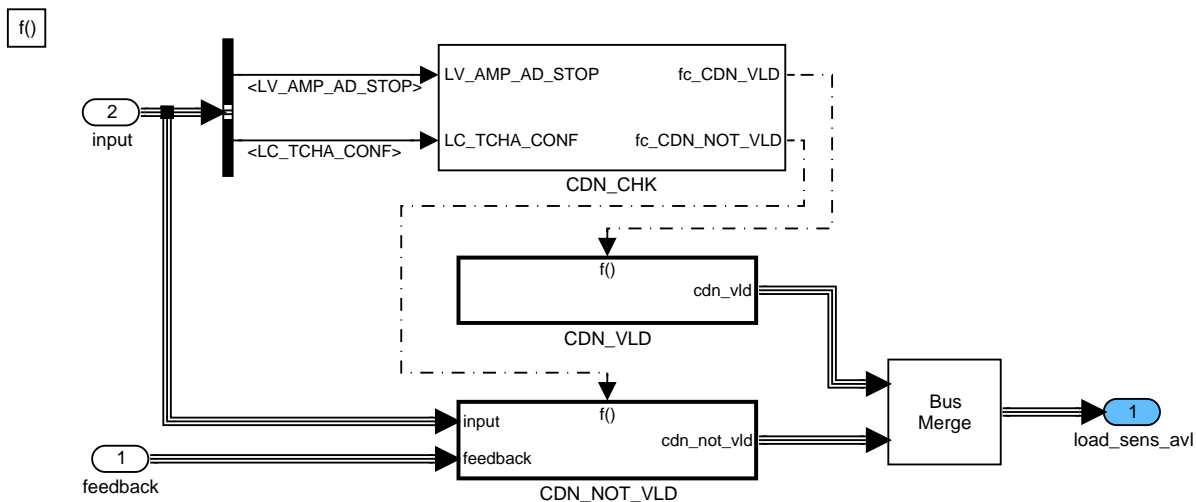 f()
LV_AMP_AD_STOP
fc_CDN_VLD
<LV_AMP_AD_STOP>
2
input
LC_TCHA_CONF
fc_CDN_NOT_VLD
<LC_TCHA_CONF>
CDN_CHK
f()
cdn_vld
CDN_VLD
f()
input
cdn_not_vld
feedback
CDN_NOT_VLD
1
feedback
Bus
Merge
1
load_sens_avl